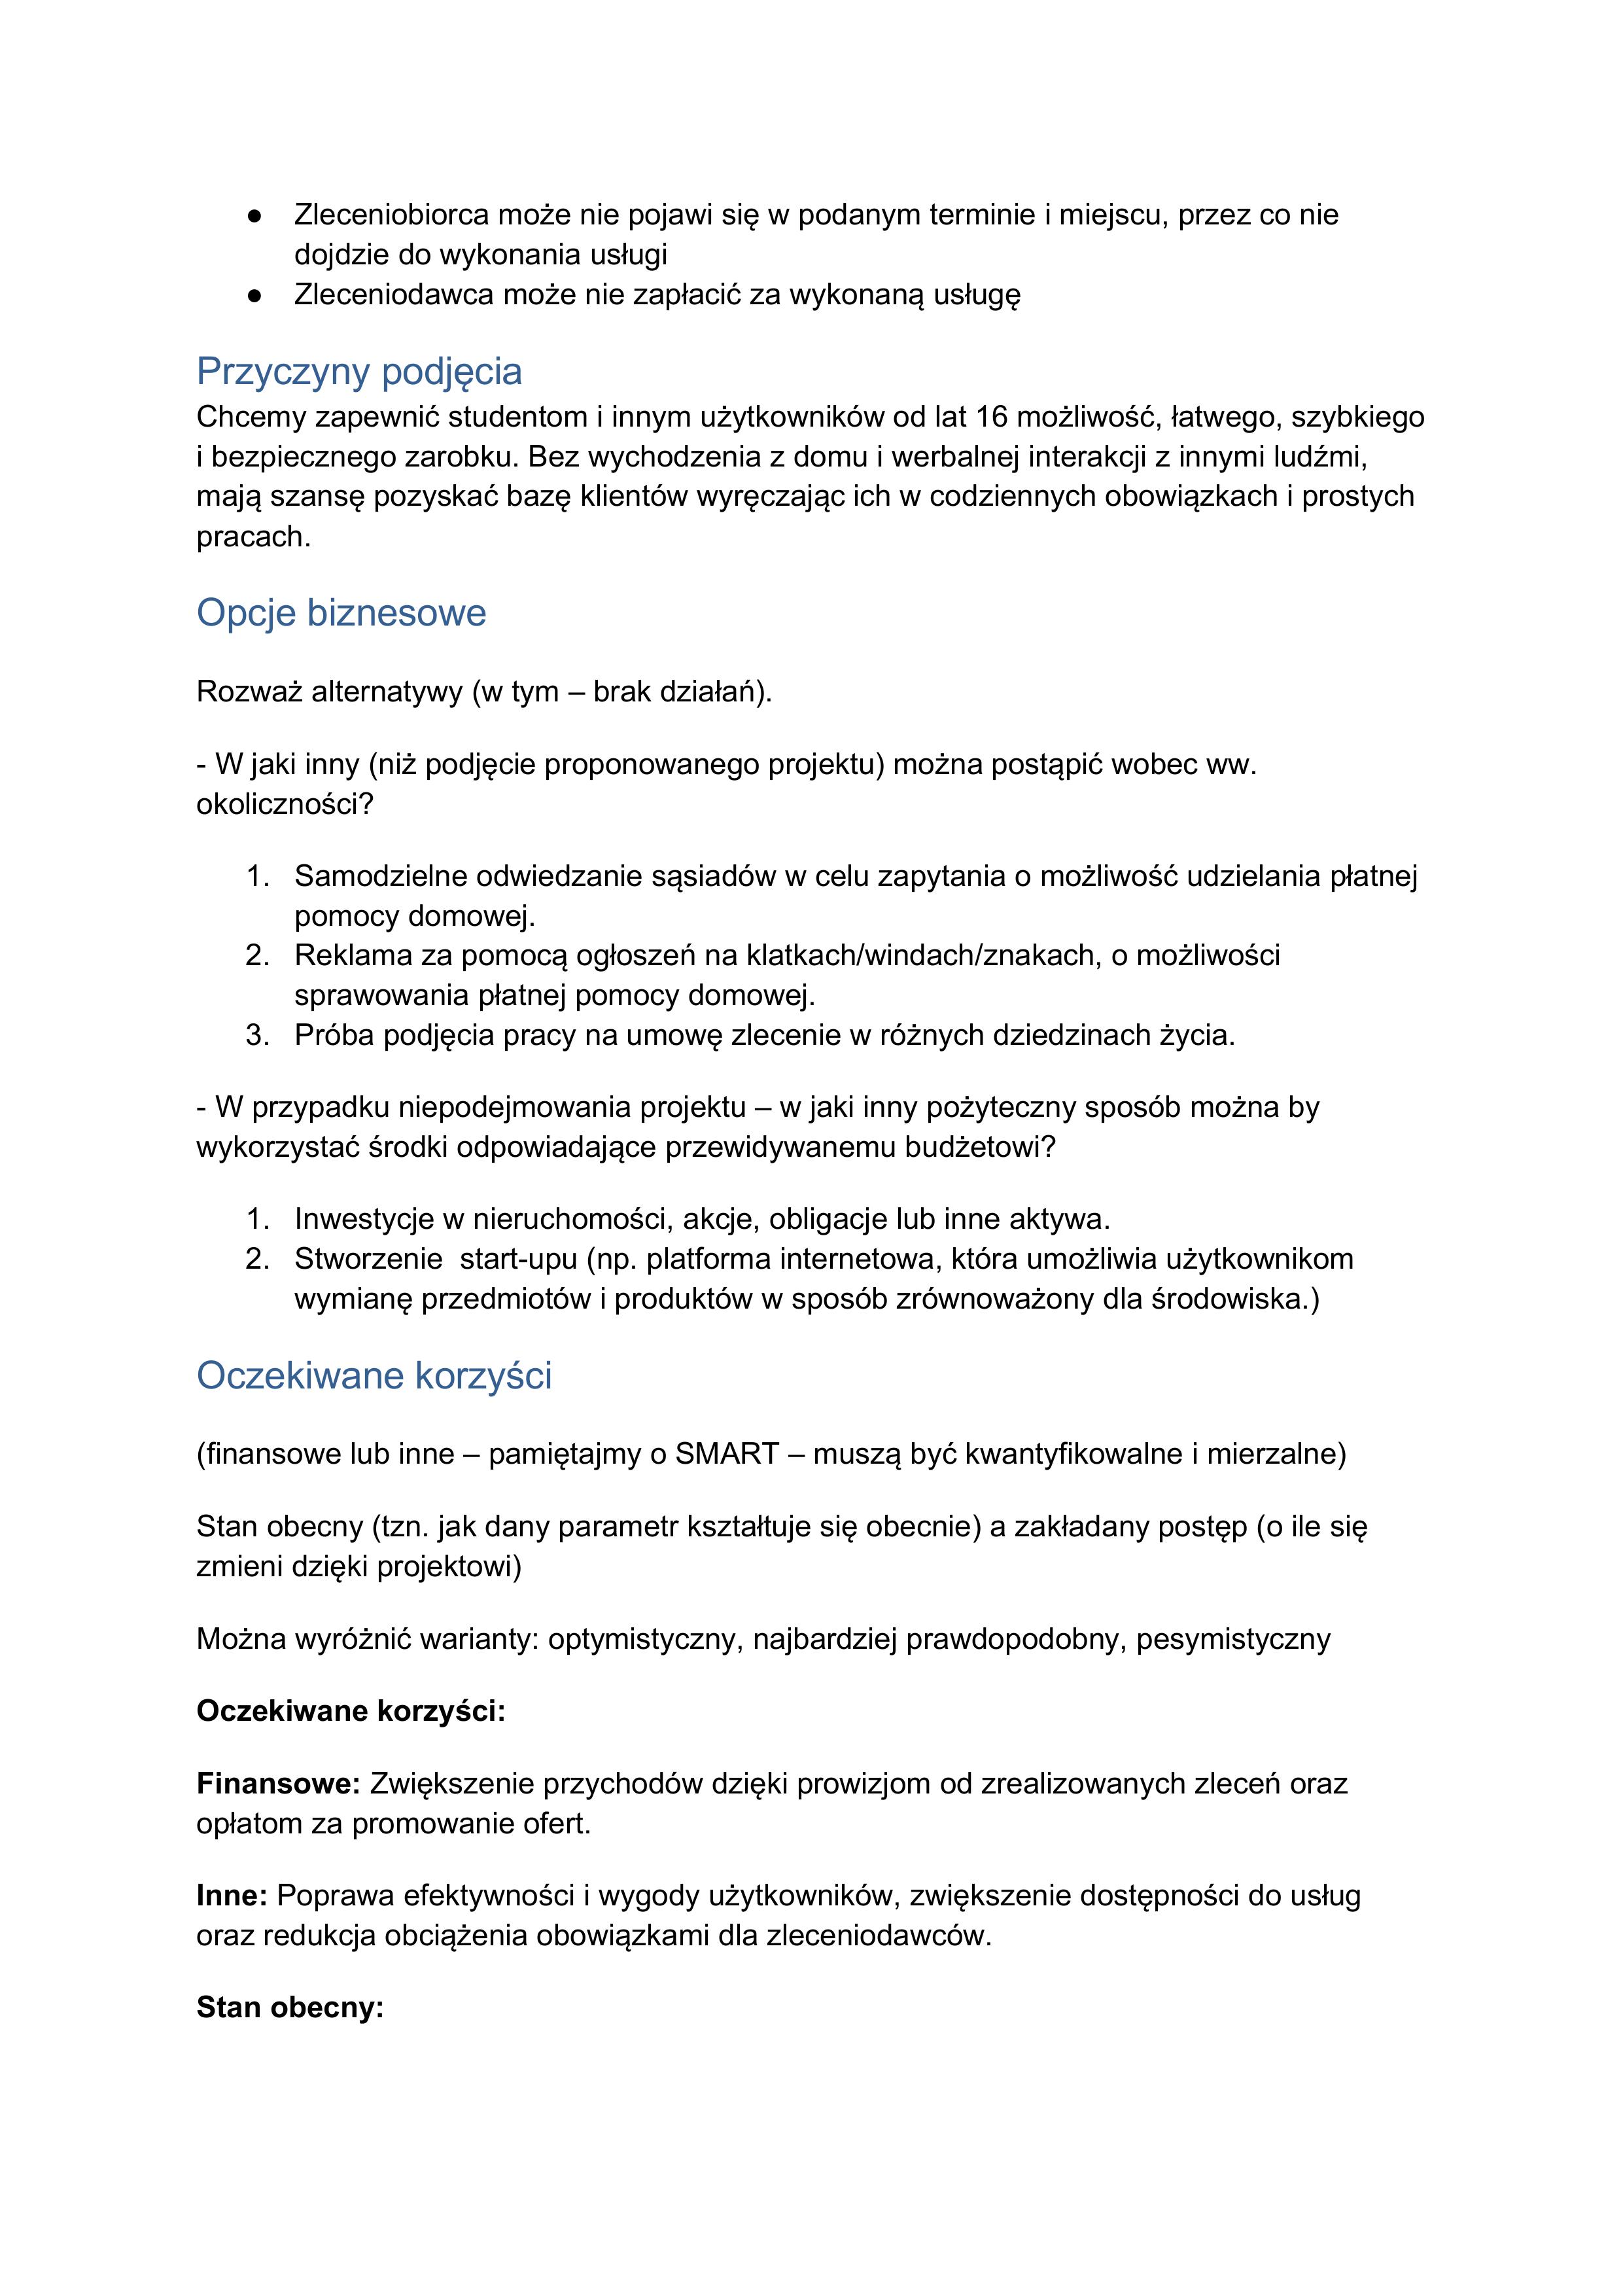 ● Zleceniobiorca może nie pojawi się w podanym terminie i miejscu, przez co nie
dojdzie do wykonania usługi
● Zleceniodawca może nie zapłacić za wykonaną usługę
Przyczyny podjęcia
Chcemy zapewnić studentom i innym użytkowników od lat 16 możliwość, łatwego, szybkiego
i bezpiecznego zarobku. Bez wychodzenia z domu i werbalnej interakcji z innymi ludźmi,
mają szansę pozyskać bazę klientów wyręczając ich w codziennych obowiązkach i prostych
pracach.
Opcje biznesowe
Rozważ alternatywy (w tym – brak działań).
- W jaki inny (niż podjęcie proponowanego projektu) można postąpić wobec ww.
okoliczności?
1. Samodzielne odwiedzanie sąsiadów w celu zapytania o możliwość udzielania płatnej
pomocy domowej.
2. Reklama za pomocą ogłoszeń na klatkach/windach/znakach, o możliwości
sprawowania płatnej pomocy domowej.
3. Próba podjęcia pracy na umowę zlecenie w różnych dziedzinach życia.
- W przypadku niepodejmowania projektu – w jaki inny pożyteczny sposób można by
wykorzystać środki odpowiadające przewidywanemu budżetowi?
1. Inwestycje w nieruchomości, akcje, obligacje lub inne aktywa.
2. Stworzenie  start-upu (np. platforma internetowa, która umożliwia użytkownikom
wymianę przedmiotów i produktów w sposób zrównoważony dla środowiska.)
Oczekiwane korzyści
(finansowe lub inne – pamiętajmy o SMART – muszą być kwantyfikowalne i mierzalne)
Stan obecny (tzn. jak dany parametr kształtuje się obecnie) a zakładany postęp (o ile się
zmieni dzięki projektowi)
Można wyróżnić warianty: optymistyczny, najbardziej prawdopodobny, pesymistyczny
Oczekiwane korzyści:
Finansowe: Zwiększenie przychodów dzięki prowizjom od zrealizowanych zleceń oraz
opłatom za promowanie ofert.
Inne: Poprawa efektywności i wygody użytkowników, zwiększenie dostępności do usług
oraz redukcja obciążenia obowiązkami dla zleceniodawców.
Stan obecny: